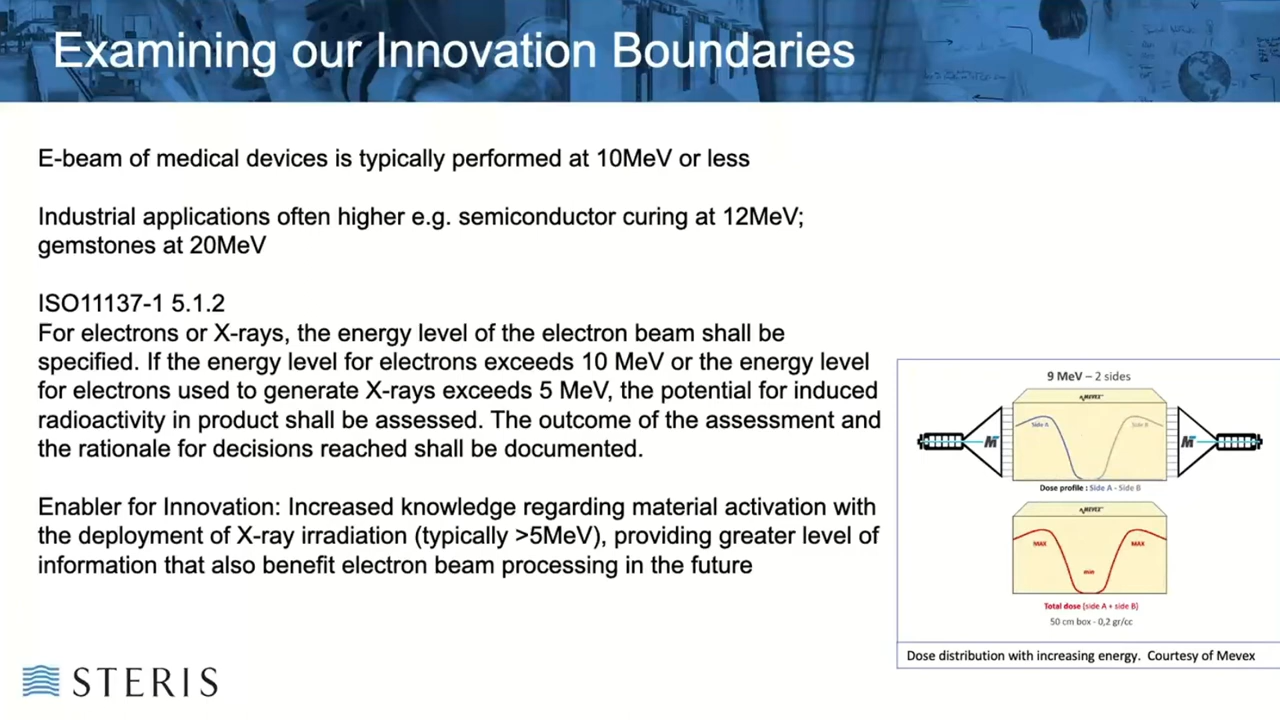 Examining our Innovation Boundaries
E-beam of medical devices is typically performed at 10MeV or less
Industrial applications often higher e.g. semiconductor curing at 12MeV;
gemstones at 20MeV
ISO11137-1 5.1.2
For electrons or X-rays, the energy level of the electron beam shall be
specified. If the energy level for electrons exceeds 10 MeV or the energy level
for electrons used to generate X-rays exceeds 5 MeV, the potential for induced
radioactivity in product shall be assessed. The outcome of the assessment and
the rationale for decisions reached shall be documented.
Enabler for Innovation: Increased knowledge regarding material activation with
the deployment of X-ray irradiation (typically >5MeV), providing greater level of
information that also benefit electron beam processing in the future
9 MeV – 2 sides
MEVEX
Side A
Side B
M
M
Dose profile : Side A - Side B
MEVEX
MAX
MAX
min
Total dose (side A + side B)
50 cm box - 0,2 gr/cc
Dose distribution with increasing energy. Courtesy of Mevex
STERIS